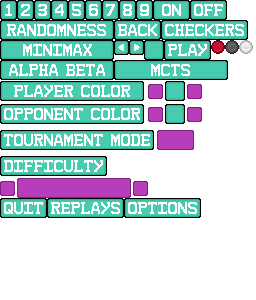 1 2 3 4 5 6 7 8 9 ON OFF
RANDOMNESS BACK CHECKERS
MINIMAX PLAY
ALPHA BETA MCTS
PLAYER COLOR
OPPONENT COLOR
TOURNAMENT MODE
DIFFICULTY
QUIT REPLAYS OPTIONS